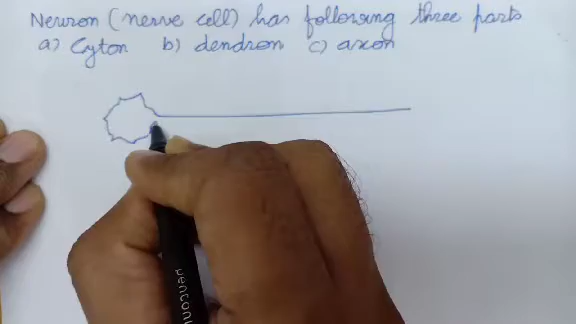 Neuron (nerve cell) has following three parts
a) Cyton b) dendron c) axon